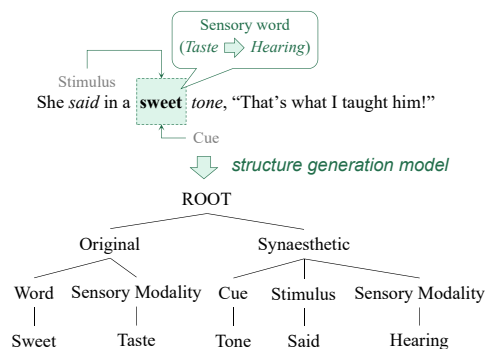 Sensory word
(Taste ⇨ Hearing)
Stimulus
She said in a sweet tone, “That’s what I taught him!”
Cue
structure generation model
ROOT
Original Synaesthetic
Word Sensory Modality Cue Stimulus Sensory Modality
Sweet Taste Tone Said Hearing